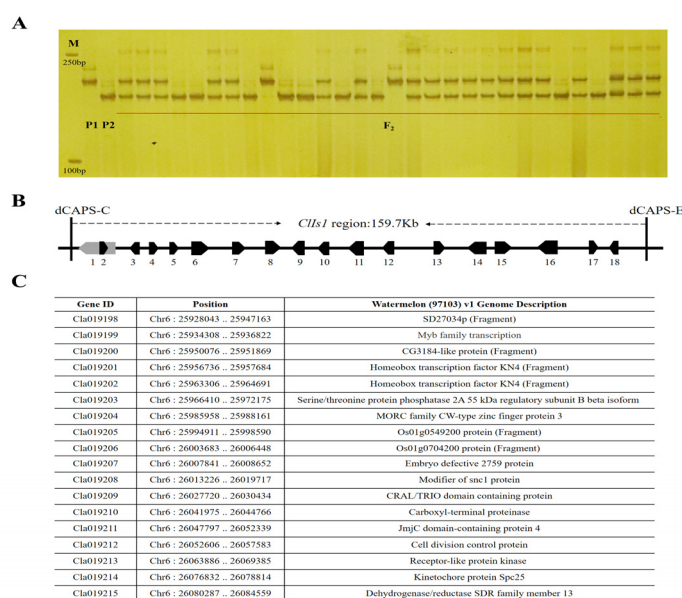 A
M
250bp
P1 P2
F2
100bp
B
dCAPS-C
dCAPS-E
ClIs1 region:159.7Kb
1 2 3 4 5 6 7 8 9 10 11 12 13 14 15 16 17 18
C
Gene ID Position Watermelon (97103) v1 Genome Description
Cla019198 Chr6 : 25928043 .. 25947163 SD27034p (Fragment)
Cla019199 Chr6 : 25934308 .. 25936822 Myb family transcription
Cla019200 Chr6 : 25950076 .. 25951869 CG3184-like protein (Fragment)
Cla019201 Chr6 : 25956736 .. 25957684 Homeobox transcription factor KN4 (Fragment)
Cla019202 Chr6 : 25963306 .. 25964691 Homeobox transcription factor KN4 (Fragment)
Cla019203 Chr6 : 25966410 .. 25972175 Serine/threonine protein phosphatase 2A 55 kDa regulatory subunit B beta isoform
Cla019204 Chr6 : 25985958 .. 25988161 MORC family CW-type zinc finger protein 3
Cla019205 Chr6 : 25994911 .. 25998590 Os01g0549200 protein (Fragment)
Cla019206 Chr6 : 26003683 .. 26006448 Os01g0704200 protein (Fragment)
Cla019207 Chr6 : 26007841 .. 26008652 Embryo defective 2759 protein
Cla019208 Chr6 : 26013226 .. 26019717 Modifier of snc1 protein
Cla019209 Chr6 : 26027720 .. 26030434 CRAL/TRIO domain containing protein
Cla019210 Chr6 : 26041975 .. 26044766 Carboxyl-terminal proteinase
Cla019211 Chr6 : 26047797 .. 26052339 JmjC domain-containing protein 4
Cla019212 Chr6 : 26052606 .. 26057583 Cell division control protein
Cla019213 Chr6 : 26063886 .. 26069385 Receptor-like protein kinase
Cla019214 Chr6 : 26076832 .. 26078814 Kinetochore protein Spc25
Cla019215 Chr6 : 26080287 .. 26084559 Dehydrogenase/reductase SDR family member 13